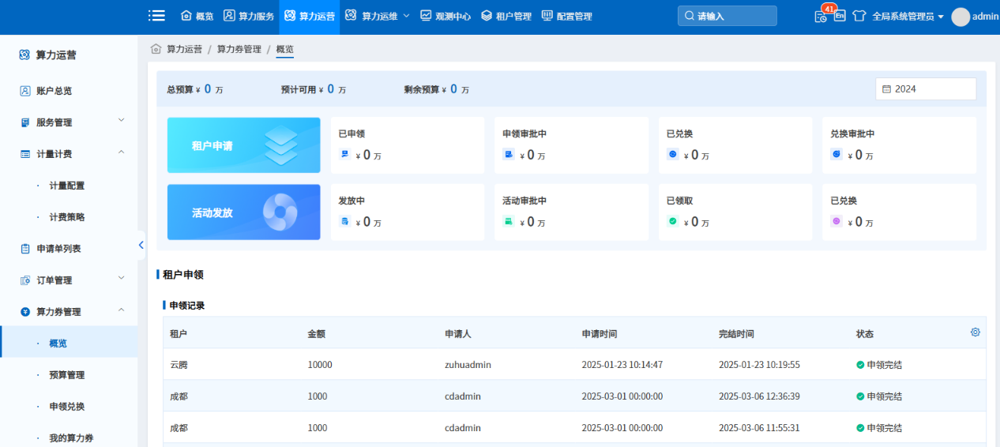 概览 算力服务 算力运营 算力运维 观测中心 租户管理 配置管理 请输入 41 En 全局系统管理员 admin
算力运营
账户总览
服务管理
计量计费
计量配置
计费策略
申请单列表
订单管理
算力券管理
概览
预算管理
申领兑换
我的算力券
算力运营 / 算力券管理 / 概览
总预算 ¥ 0 万 预计可用 ¥ 0 万 剩余预算 ¥ 0 万 2024
租户申请
已申领 申领审批中 已兑换 兑换审批中
¥ 0 万 ¥ 0 万 ¥ 0 万 ¥ 0 万
活动发放
发放中 活动审批中 已领取 已兑换
¥ 0 万 ¥ 0 万 ¥ 0 万 ¥ 0 万
租户申领
申领记录
租户 金额 申请人 申请时间 完结时间 状态
云腾 10000 zuhuadmin 2025-01-23 10:14:47 2025-01-23 10:19:55 申领完结
成都 1000 cdadmin 2025-03-01 00:00:00 2025-03-06 12:36:39 申领完结
成都 1000 cdadmin 2025-03-01 00:00:00 2025-03-06 11:55:31 申领完结